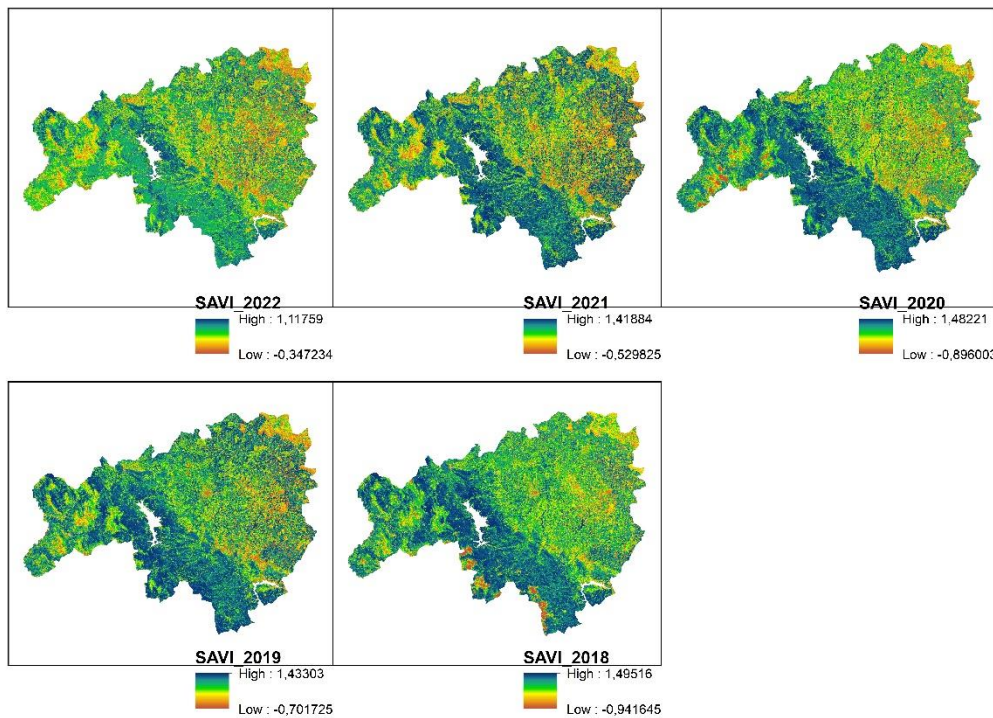 SAVI_2022
High : 1,11759
Low : -0,347234
SAVI_2021
High : 1,41884
Low : -0,529825
SAVI_2020
High : 1,48221
Low : -0,896003
SAVI_2019
High : 1,43303
Low : -0,701725
SAVI_2018
High : 1,49516
Low : -0,941645